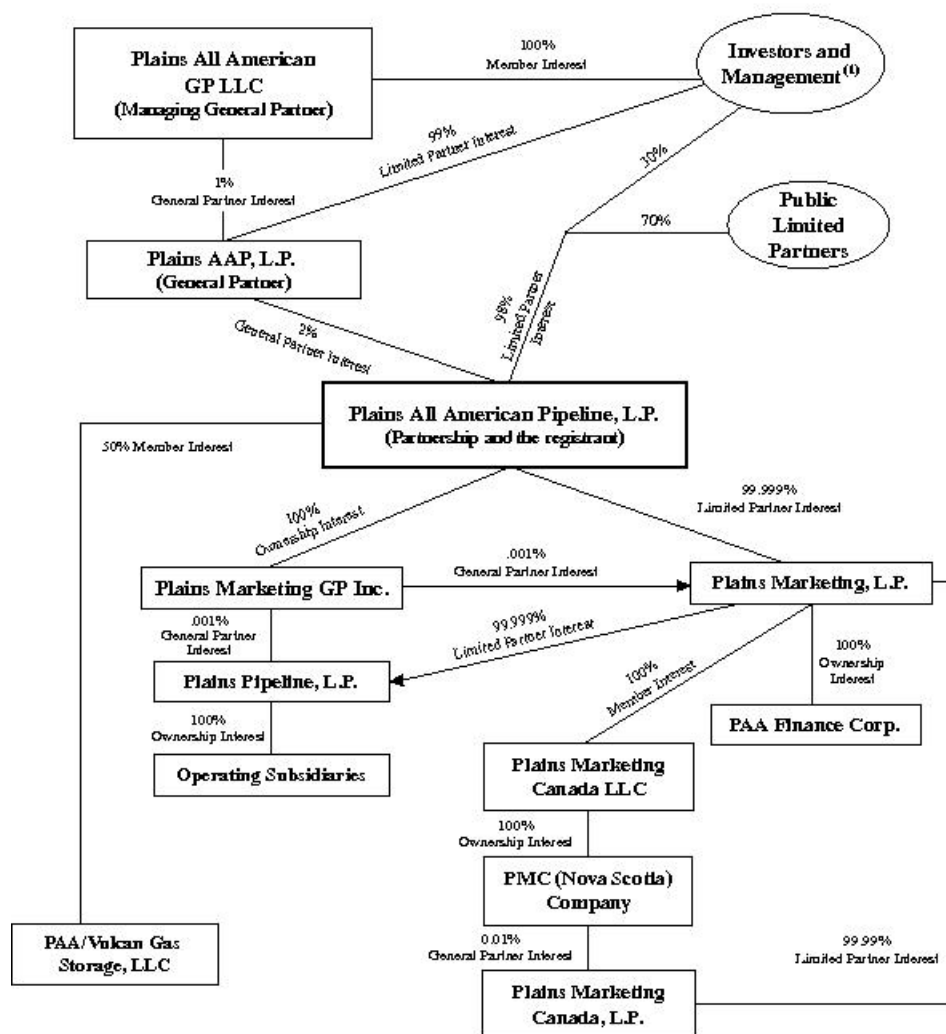 Plains All American
GP LLC
(Managing General Partner)
100%
Member Interest
Investors and
Management(1)
99%
Limited Partner Interest
30%
1%
General Partner Interest
70%
Public
Limited
Partners
Plains AAP, L.P.
(General Partner)
2%
General Partner Interest
98%
Limited Partner
Interest
Plains All American Pipeline, L.P.
(Partnership and the registrant)
50% Member Interest
100%
Ownership Interest
99.999%
Limited Partner Interest
Plains Marketing GP Inc.
.001%
General Partner Interest
Plains Marketing, L.P.
.001%
General Partner
Interest
99.999%
Limited Partner Interest
100%
Member Interest
100%
Ownership
Interest
Plains Pipeline, L.P.
PAA Finance Corp.
100%
Ownership Interest
Operating Subsidiaries
Plains Marketing
Canada LLC
100%
Ownership Interest
PMC (Nova Scotia)
Company
PAA/Vulcan Gas
Storage, LLC
0.01%
General Partner Interest
99.99%
Limited Partner Interest
Plains Marketing
Canada, L.P.